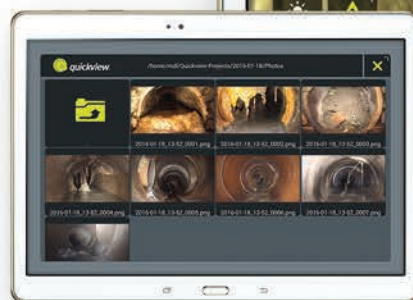 quickview.
/home/mdi/Quickview-Projects/2016-01-18/Photos
2016-01-18_13-52_0001.png
2016-01-18_13-52_0002.png
2016-01-18_13-52_0003.png
2016-01-18_13-52_0004.png
2016-01-18_13-52_0005.png
2016-01-18_13-52_0006.png
2016-01-18_13-52_0007.png